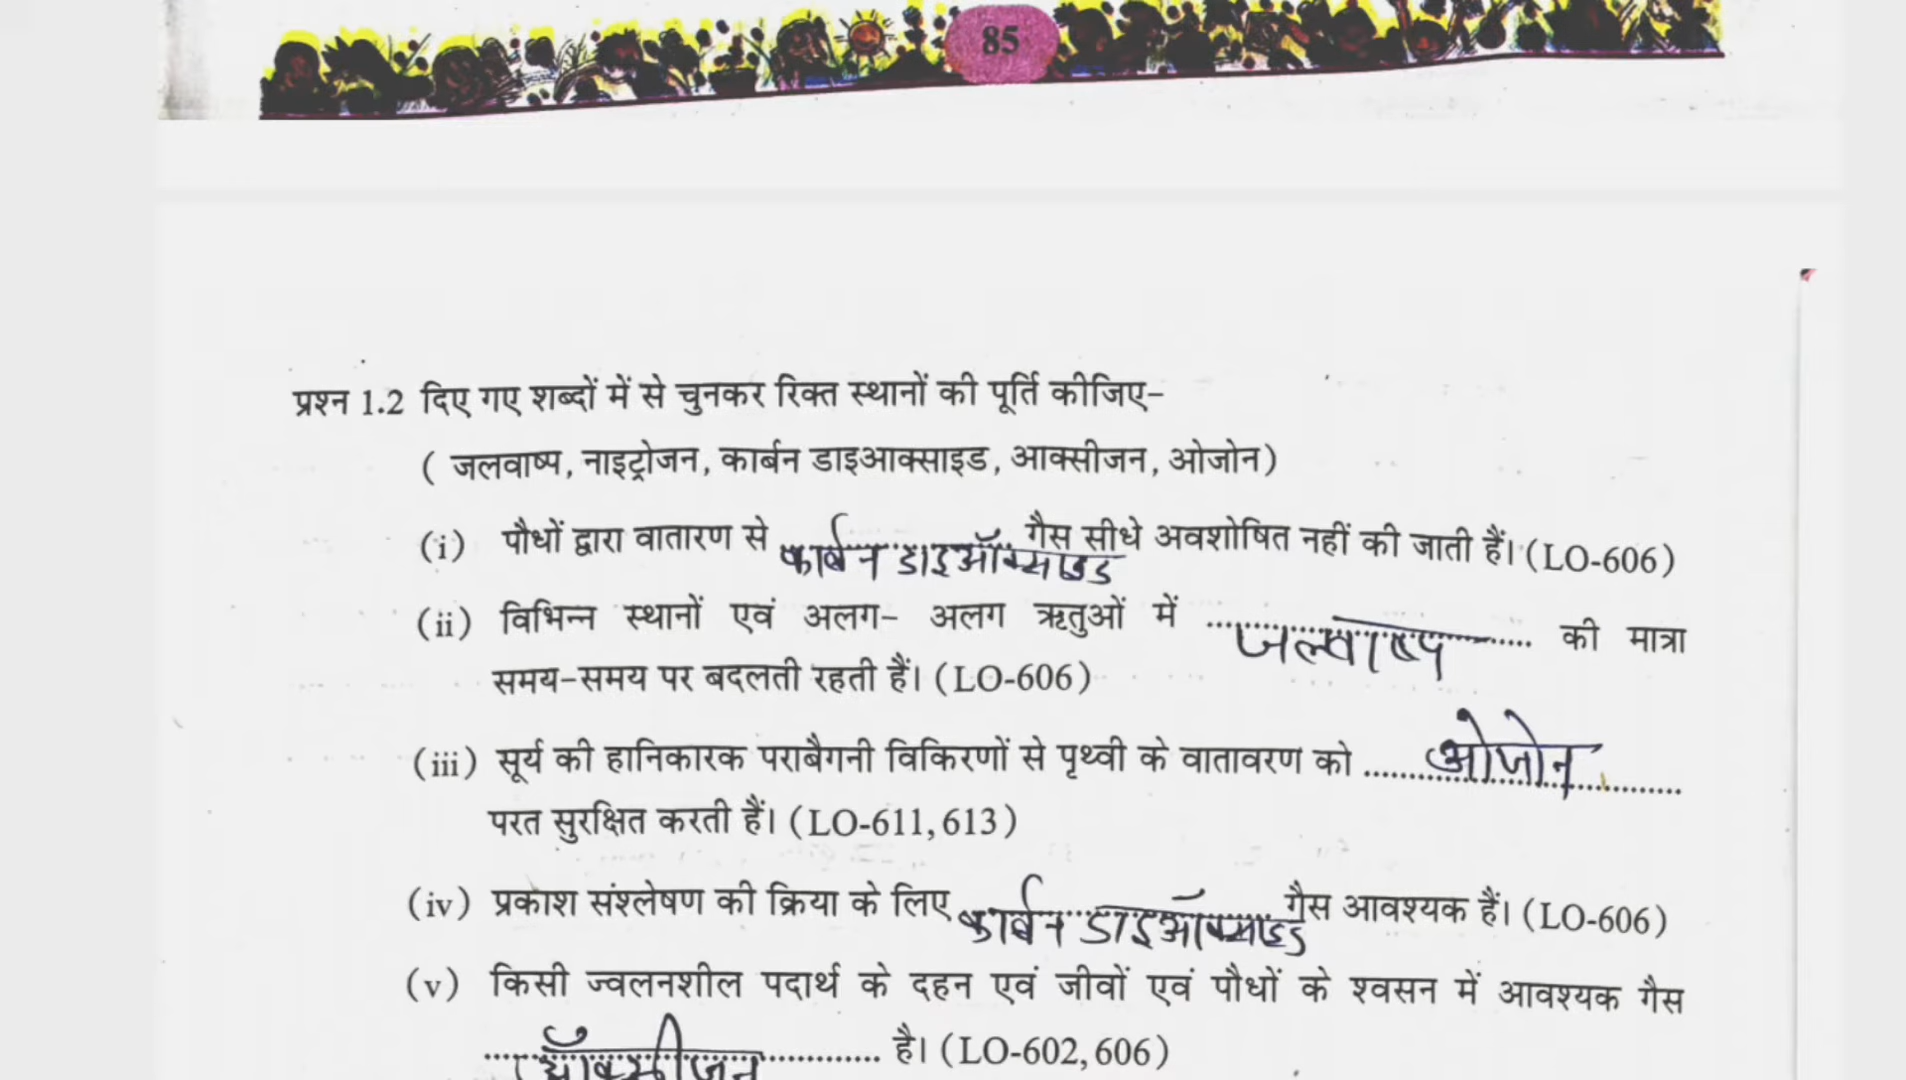 85
प्रश्न 1.2 दिए गए शब्दों में से चुनकर रिक्त स्थानों की पूर्ति कीजिए-
( जलवाष्प, नाइट्रोजन, कार्बन डाइआक्साइड, आक्सीजन, ओजोन)
(i) पौधों द्वारा वातारण से कार्बन डाइऑक्साइड गैस सीधे अवशोषित नहीं की जाती हैं। (LO-606)
(ii) विभिन्न स्थानों एवं अलग- अलग ऋतुओं में जलवाष्प की मात्रा
समय-समय पर बदलती रहती हैं। (LO-606)
(iii) सूर्य की हानिकारक पराबैगनी विकिरणों से पृथ्वी के वातावरण को ओजोन
परत सुरक्षित करती हैं। (LO-611, 613)
(iv) प्रकाश संश्लेषण की क्रिया के लिए कार्बन डाइऑक्साइड गैस आवश्यक हैं। (LO-606)
(v) किसी ज्वलनशील पदार्थ के दहन एवं जीवों एवं पौधों के श्वसन में आवश्यक गैस
ऑक्सीजन है। (LO-602, 606)